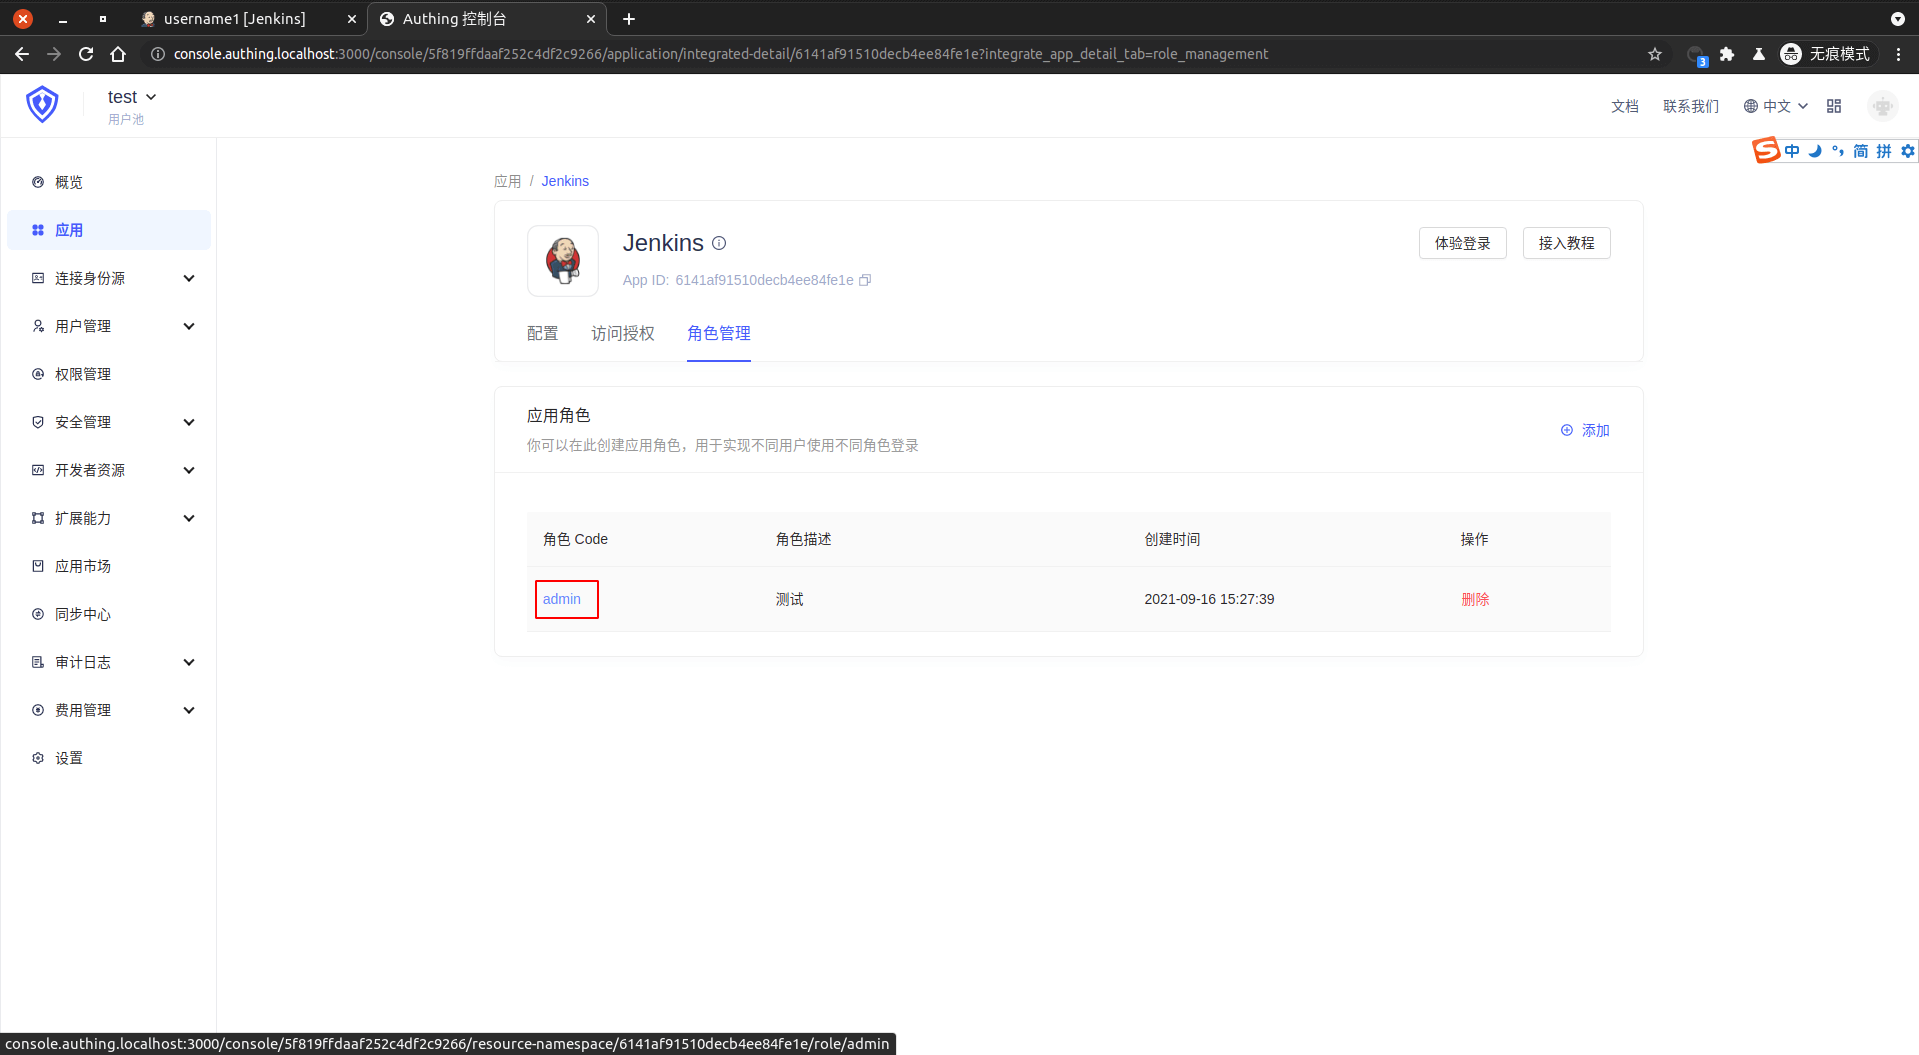 username1 [Jenkins]
Authing 控制台
console.authing.localhost:3000/console/5f819ffdaaf252c4df2c9266/application/integrated-detail/6141af91510decb4ee84fe1e?integrate_app_detail_tab=role_management
3
无痕模式
test
用户池
文档
联系我们
中文
中
简
拼
概览
应用
连接身份源
用户管理
权限管理
安全管理
开发者资源
扩展能力
应用市场
同步中心
审计日志
费用管理
设置
应用 / Jenkins
Jenkins
体验登录
接入教程
App ID: 6141af91510decb4ee84fe1e
配置
访问授权
角色管理
应用角色
你可以在此创建应用角色，用于实现不同用户使用不同角色登录
添加
角色 Code
角色描述
创建时间
操作
admin
测试
2021-09-16 15:27:39
删除
console.authing.localhost:3000/console/5f819ffdaaf252c4df2c9266/resource-namespace/6141af91510decb4ee84fe1e/role/admin